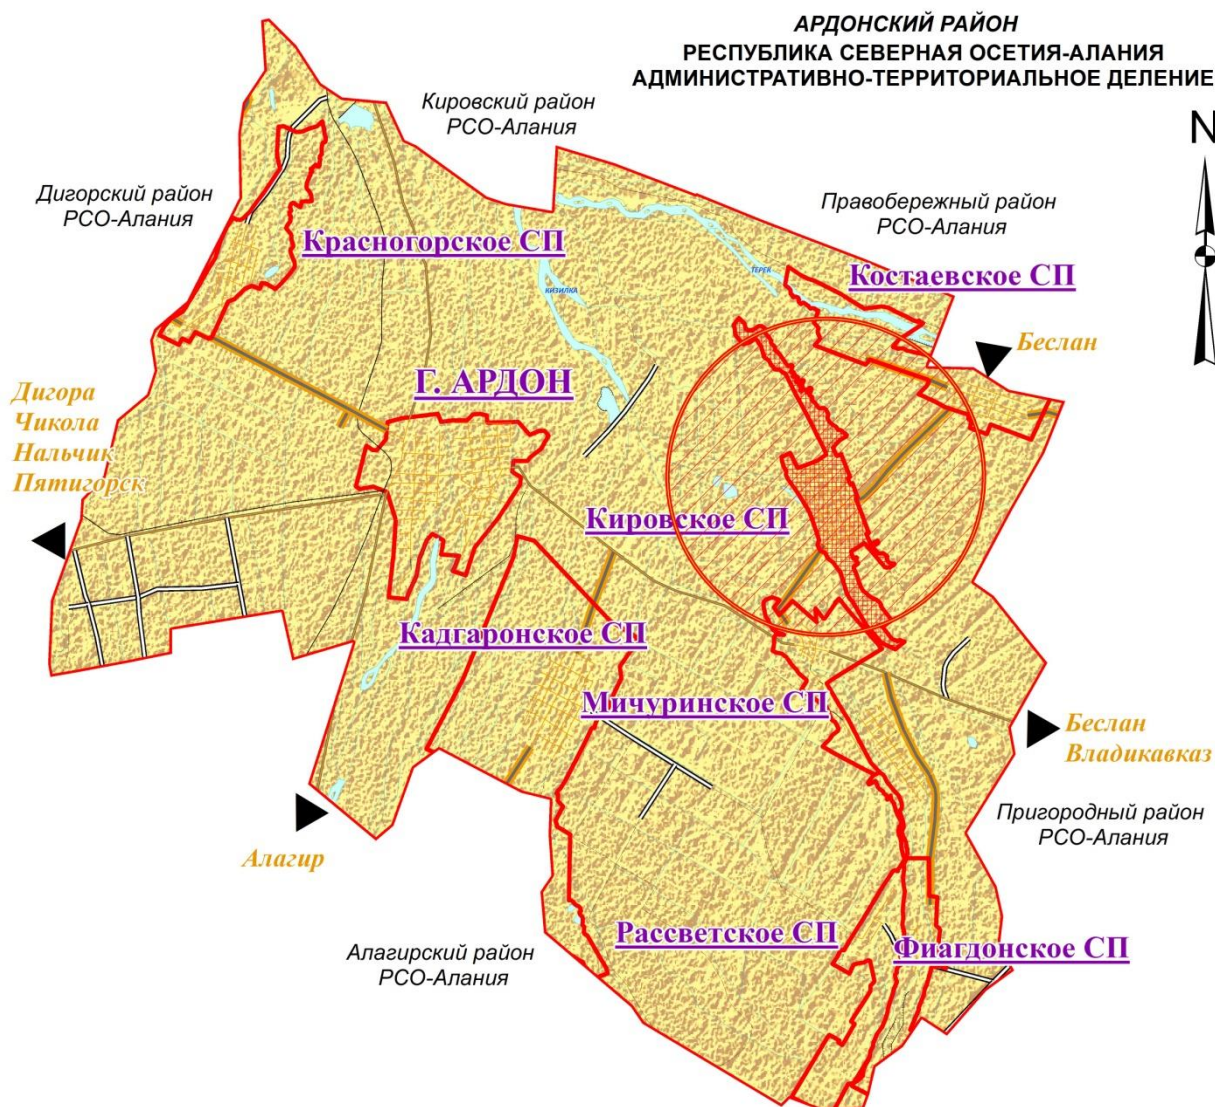 АРДОНСКИЙ РАЙОН
РЕСПУБЛИКА СЕВЕРНАЯ ОСЕТИЯ-АЛАНИЯ
АДМИНИСТРАТИВНО-ТЕРРИТОРИАЛЬНОЕ ДЕЛЕНИЕ
Кировский район
РСО-Алания
N
Дигорский район
РСО-Алания
Правобережный район
РСО-Алания
Красногорское СП
Костаевское СП
ТЕРЕК
КИЗИЛКА
Беслан
Г. АРДОН
Дигора
Чикола
Нальчик
Пятигорск
Кировское СП
Кадгаронское СП
Мичуринское СП
Беслан
Владикавказ
Пригородный район
РСО-Алания
Алагир
Рассветское СП
Фиагдонское СП
Алагирский район
РСО-Алания